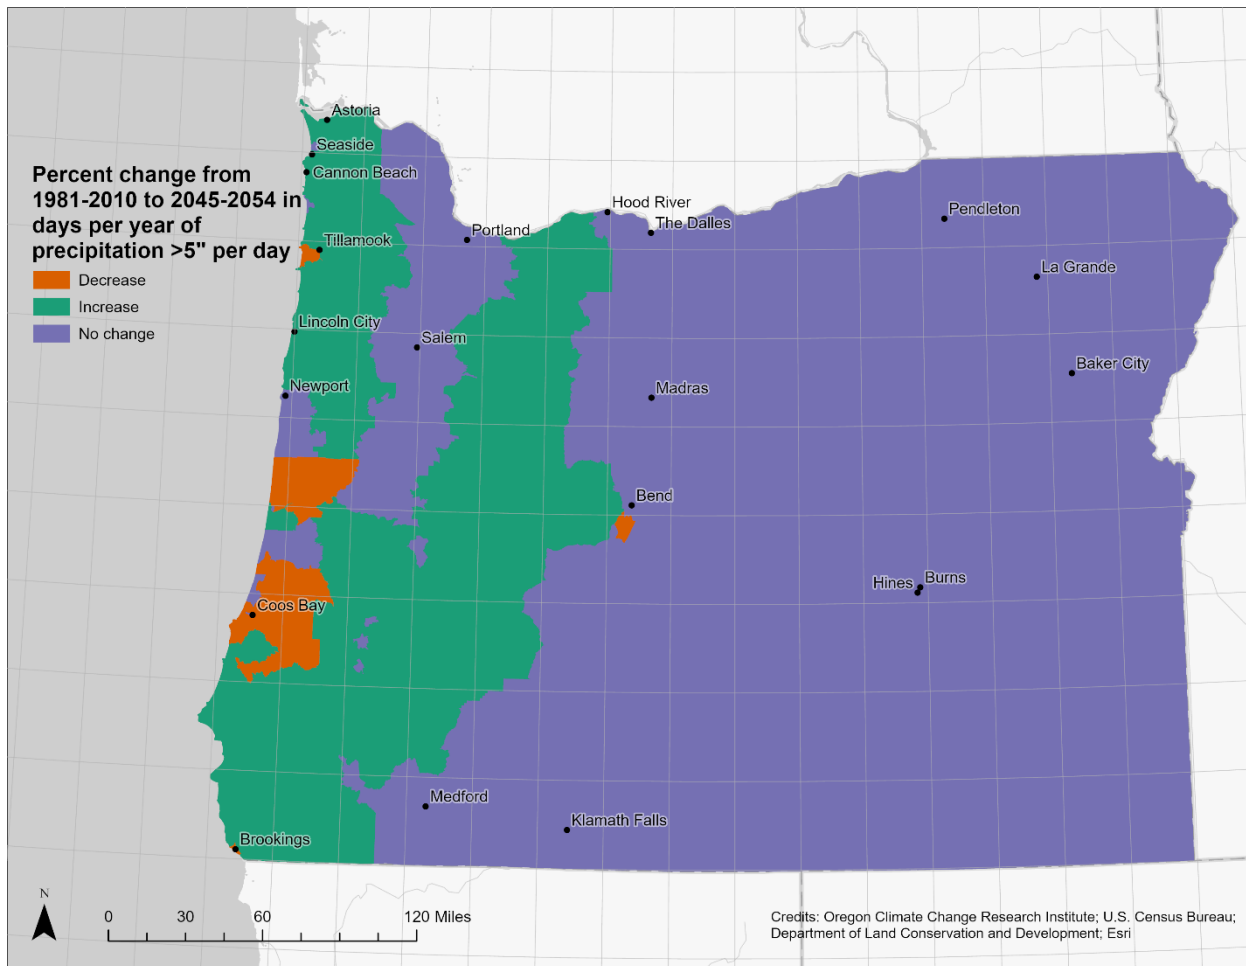 Astoria
Seaside
Cannon Beach
Percent change from
1981-2010 to 2045-2054 in
days per year of
precipitation >5" per day
Decrease
Increase
No change
Hood River
The Dalles
Portland
Pendleton
Tillamook
La Grande
Lincoln City
Salem
Baker City
Newport
Madras
Bend
Hines
Burns
Coos Bay
Medford
Klamath Falls
Brookings
N
0 30 60 120 Miles
Credits: Oregon Climate Change Research Institute; U.S. Census Bureau;
Department of Land Conservation and Development; Esri